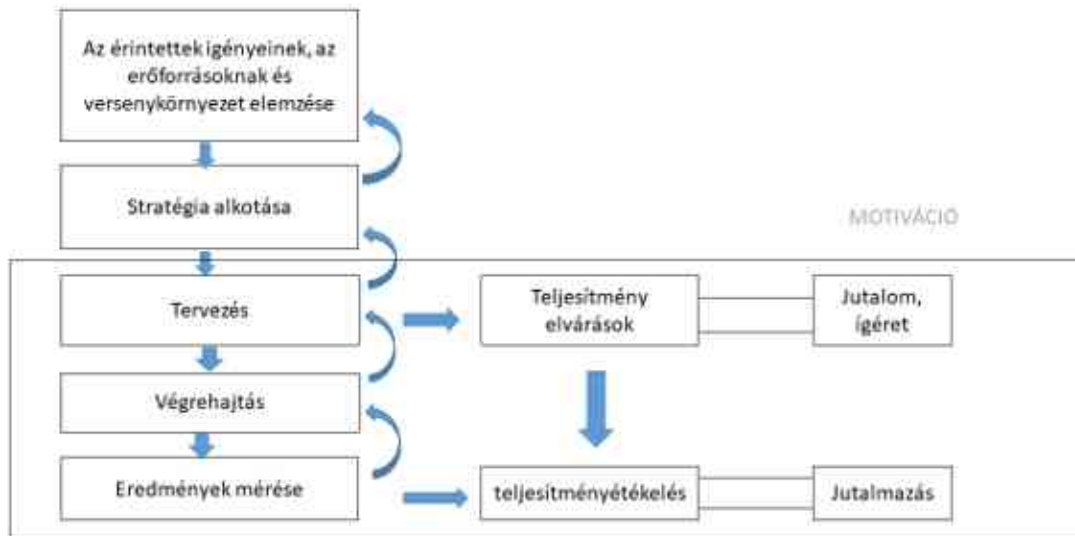 Az érintettek igényeinek, az
erőforrásoknak és
versenykörnyezet elemzése
Stratégia alkotása
MOTIVÁCIÓ
Tervezés
Teljesítmény
elvárások
Jutalom,
ígéret
Végrehajtás
Eredmények mérése
teljesítményétékelés
Jutalmazás